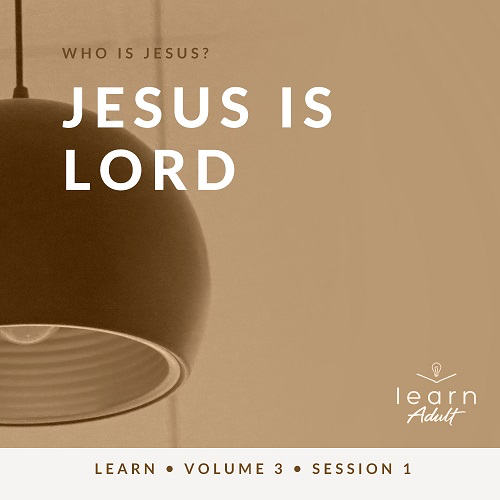 WHO IS JESUS?
JESUS IS
LORD
learn
Adult
LEARN • VOLUME 3 • SESSION 1